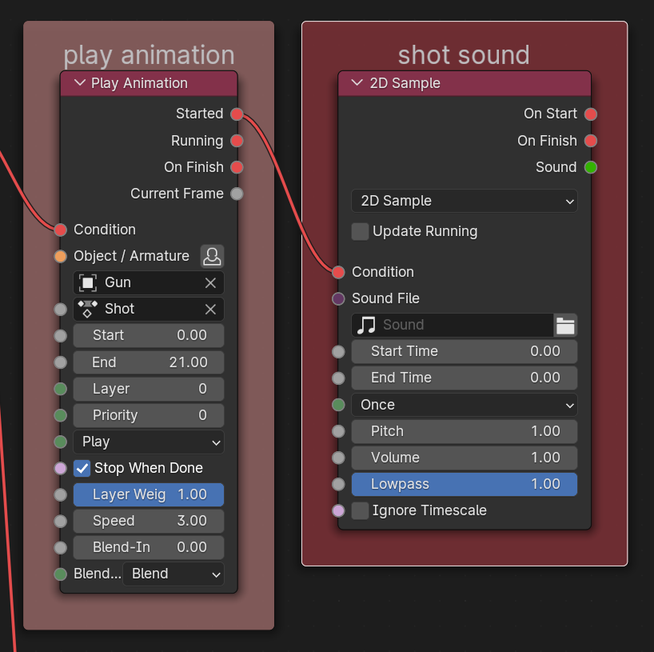 play animation
Play Animation
Started
Running
On Finish
Current Frame
Condition
Object / Armature
Gun
Shot
Start 0.00
End 21.00
Layer 0
Priority 0
Play
Stop When Done
Layer Weig 1.00
Speed 3.00
Blend-In 0.00
Blend... Blend
shot sound
2D Sample
On Start
On Finish
Sound
2D Sample
Update Running
Condition
Sound File
Sound
Start Time 0.00
End Time 0.00
Once
Pitch 1.00
Volume 1.00
Lowpass 1.00
Ignore Timescale